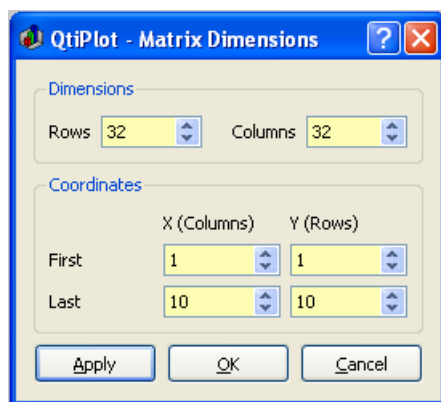 QtiPlot - Matrix Dimensions
Dimensions
Rows 32 Columns 32
Coordinates
X (Columns) Y (Rows)
First 1 1
Last 10 10
Apply OK Cancel